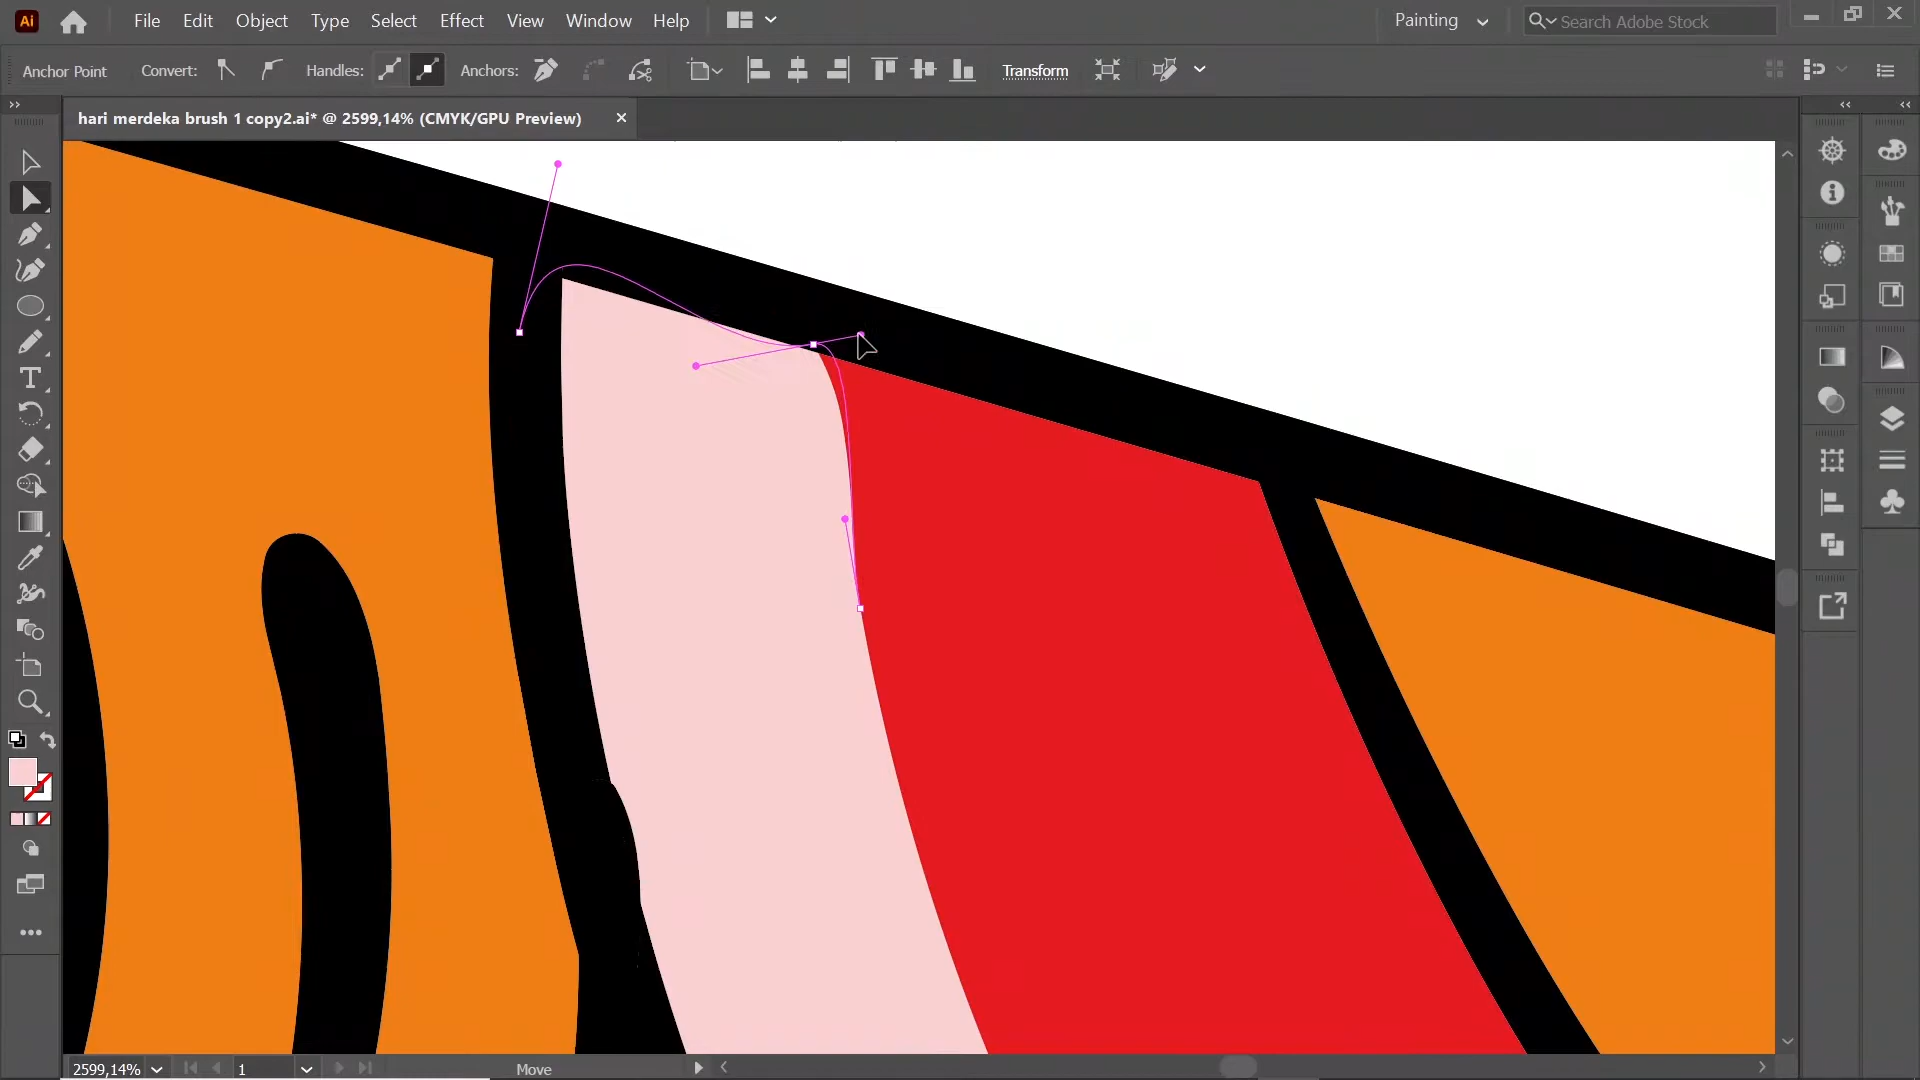 Ai File Edit Object Type Select Effect View Window Help Painting Search Adobe Stock
Anchor Point Convert: Handles: Anchors: Transform
hari merdeka brush 1 copy2.ai* @ 2599,14% (CMYK/GPU Preview)
2599,14% 1 Move